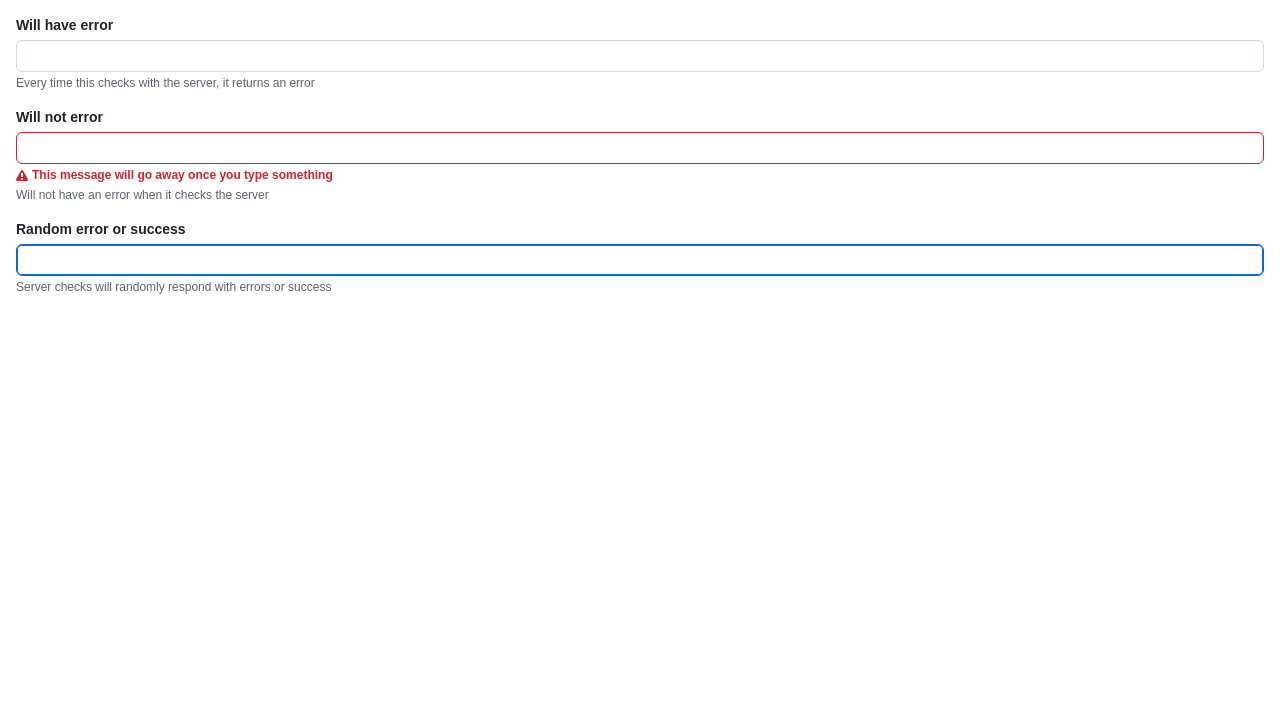 Will have error
Every time this checks with the server, it returns an error
Will not error
This message will go away once you type something
Will not have an error when it checks the server
Random error or success
Server checks will randomly respond with errors or success